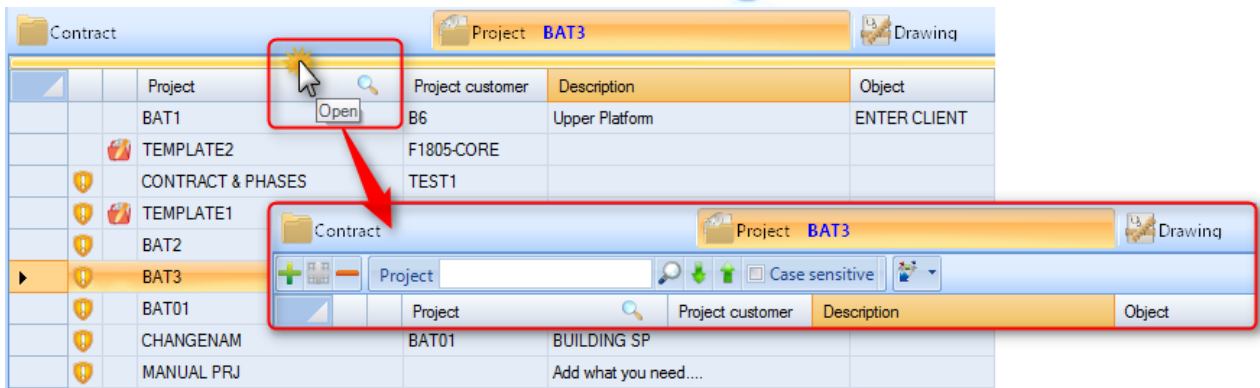 Contract Project BAT3 Drawing
Project Project customer Description Object
Open
BAT1 B6 Upper Platform ENTER CLIENT
TEMPLATE2 F1805-CORE
CONTRACT & PHASES TEST1
TEMPLATE1
BAT2
BAT3
BAT01
CHANGENAM BAT01 BUILDING SP
MANUAL PRJ Add what you need....
Contract Project BAT3 Drawing
Project Case sensitive
Project Project customer Description Object